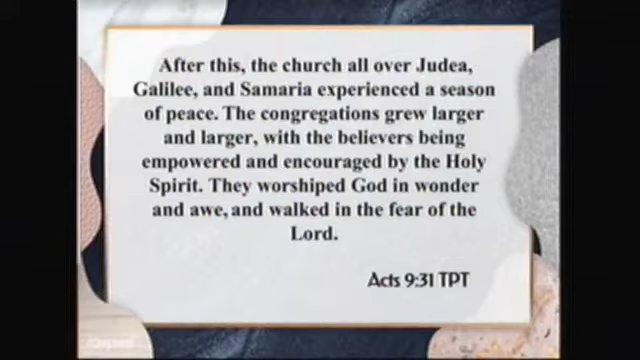 After this, the church all over Judea,
Galilee, and Samaria experienced a season
of peace. The congregations grew larger
and larger, with the believers being
empowered and encouraged by the Holy
Spirit. They worshiped God in wonder
and awe, and walked in the fear of the
Lord.
Acts 9:31 TPT